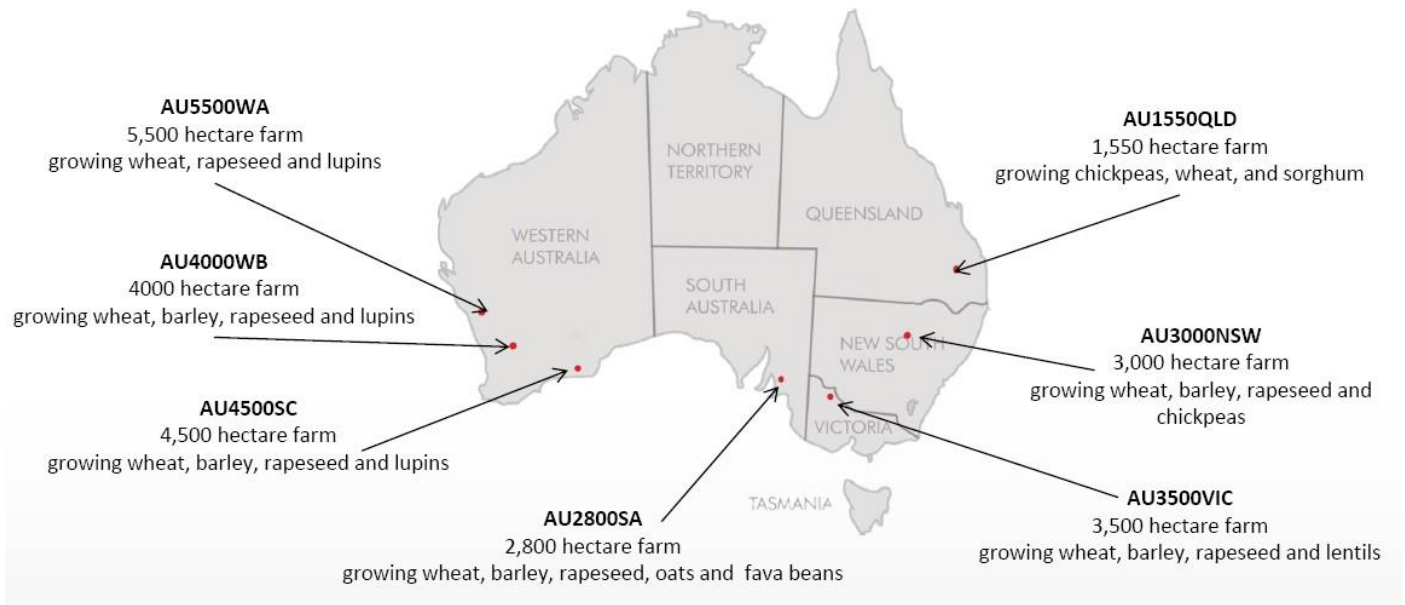 AU5500WA
5,500 hectare farm
growing wheat, rapeseed and lupins
AU4000WB
4000 hectare farm
growing wheat, barley, rapeseed and lupins
AU4500SC
4,500 hectare farm
growing wheat, barley, rapeseed and lupins
AU2800SA
2,800 hectare farm
growing wheat, barley, rapeseed, oats and  fava beans
WESTERN
AUSTRALIA
NORTHERN
TERRITORY
SOUTH
AUSTRALIA
QUEENSLAND
NEW SOUTH
WALES
VICTORIA
TASMANIA
AU1550QLD
1,550 hectare farm
growing chickpeas, wheat, and sorghum
AU3000NSW
3,000 hectare farm
growing wheat, barley, rapeseed and
chickpeas
AU3500VIC
3,500 hectare farm
growing wheat, barley, rapeseed and lentils